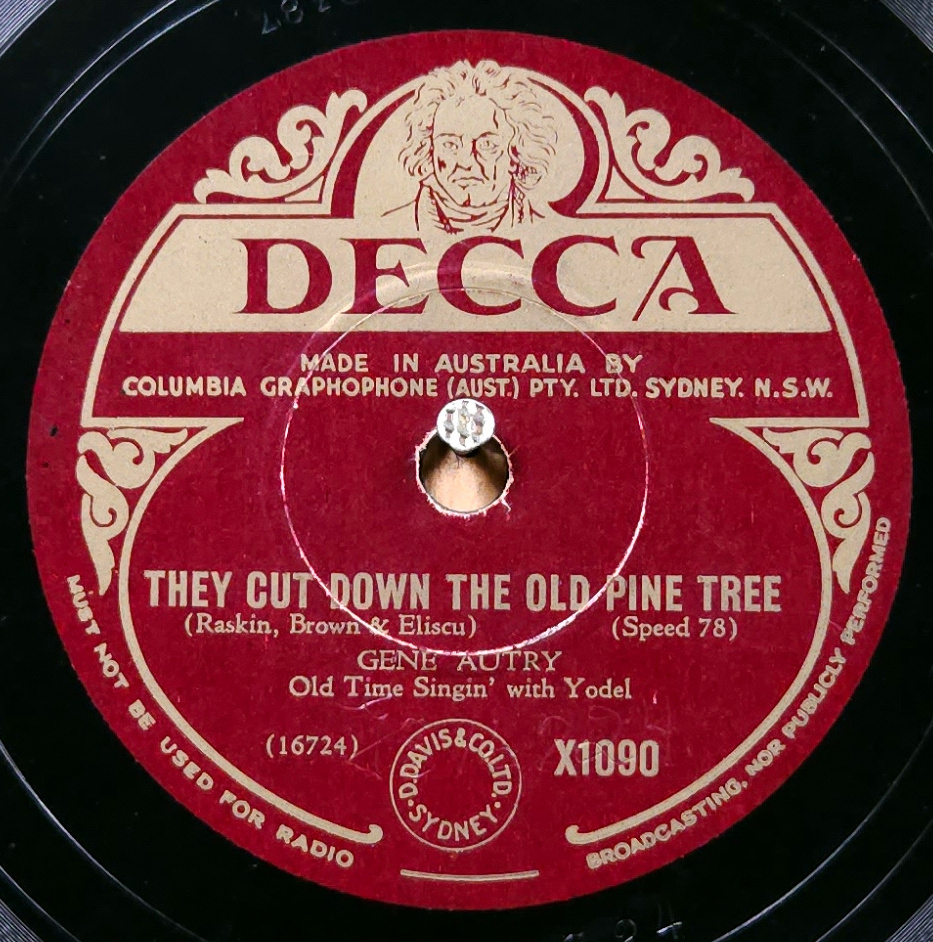 DECCA
MADE IN AUSTRALIA BY
COLUMBIA GRAPHOPHONE (AUST.) PTY. LTD. SYDNEY. N.S.W.
THEY CUT DOWN THE OLD PINE TREE
(Raskin, Brown & Eliscu) (Speed 78)
GENE AUTRY
Old Time Singin' with Yodel
(16724) X1090
D. DAVIS & CO. LTD. SYDNEY
MUST NOT BE USED FOR RADIO
BROADCASTING, NOR PUBLICLY PERFORMED